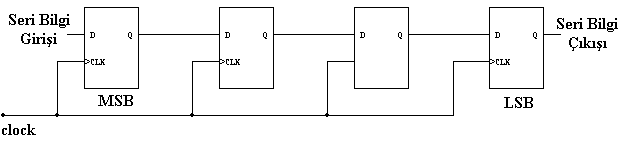 Seri Bilgi
Girişi
D Q
>CLK
MSB
D Q
>CLK
D Q
D Q
>CLK
LSB
Seri Bilgi
Çıkışı
clock